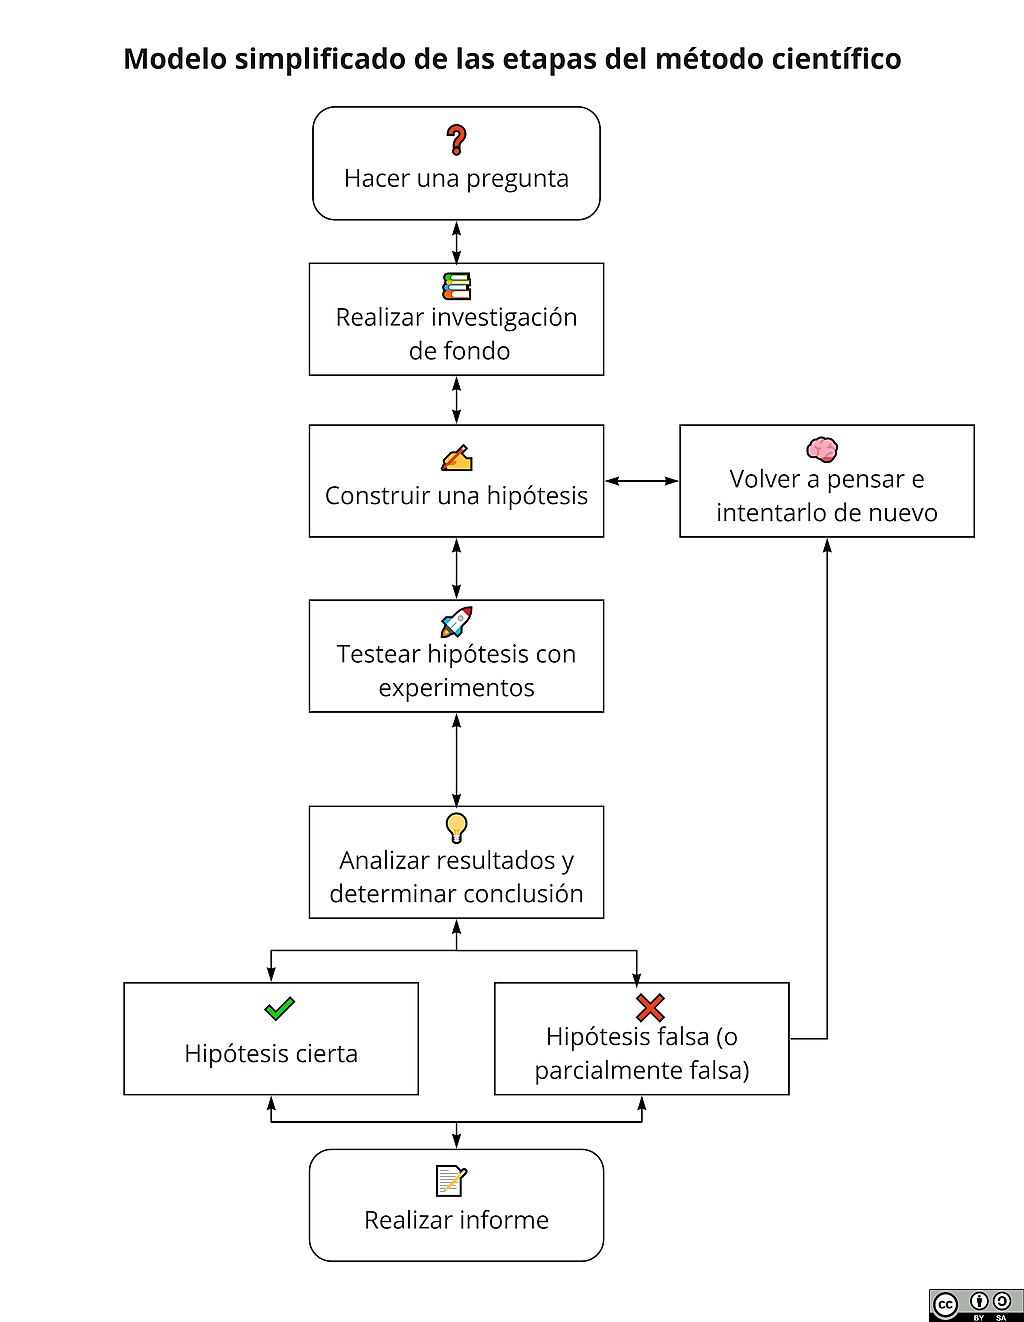 Modelo simplificado de las etapas del método científico
Hacer una pregunta
Realizar investigación
de fondo
Construir una hipótesis
Volver a pensar e
intentarlo de nuevo
Testear hipótesis con
experimentos
Analizar resultados y
determinar conclusión
Hipótesis cierta
Hipótesis falsa (o
parcialmente falsa)
Realizar informe
cc
BY SA